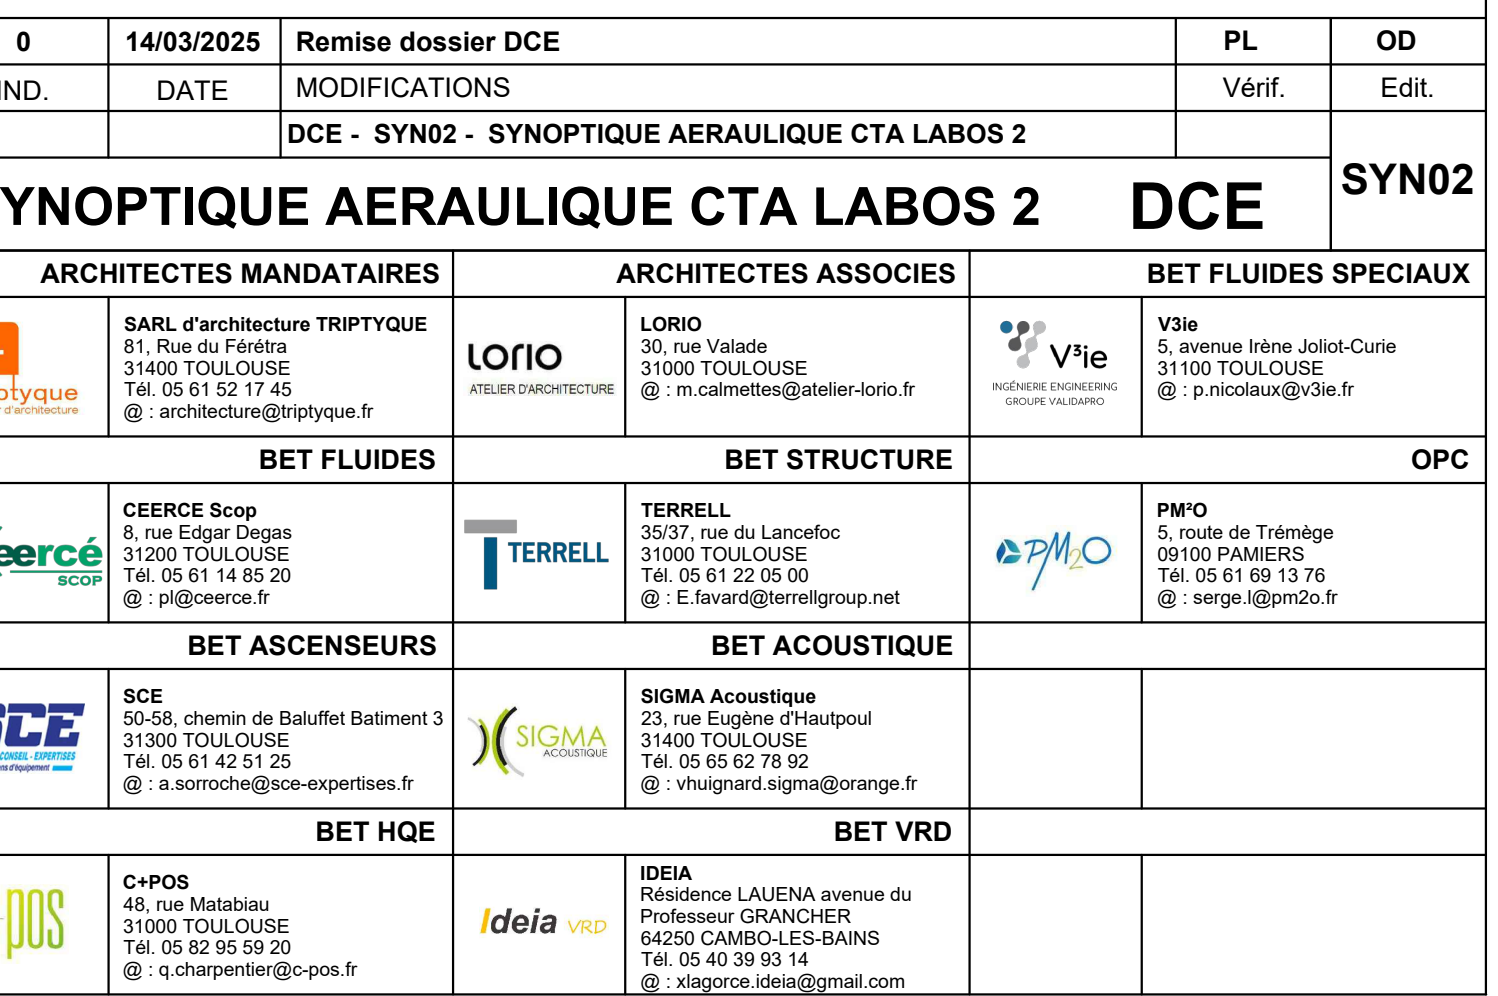 0 14/03/2025 Remise dossier DCE PL OD
IND. DATE MODIFICATIONS Vérif. Edit.
DCE - SYN02 - SYNOPTIQUE AERAULIQUE CTA LABOS 2
YNOPTIQUE AERAULIQUE CTA LABOS 2 DCE SYN02
ARCHITECTES MANDATAIRES
SARL d'architecture TRIPTYQUE
81, Rue du Férétra
31400 TOULOUSE
Tél. 05 61 52 17 45
@ : architecture@triptyque.fr
ptyque
r d'architecture
ARCHITECTES ASSOCIES
LORIO
ATELIER D'ARCHITECTURE
LORIO
30, rue Valade
31000 TOULOUSE
@ : m.calmettes@atelier-lorio.fr
BET FLUIDES SPECIAUX
V³ie
INGÉNIERIE ENGINEERING
GROUPE VALIDAPRO
V3ie
5, avenue Irène Joliot-Curie
31100 TOULOUSE
@ : p.nicolaux@v3ie.fr
BET FLUIDES
eercé
SCOP
CEERCE Scop
8, rue Edgar Degas
31200 TOULOUSE
Tél. 05 61 14 85 20
@ : pl@ceerce.fr
BET STRUCTURE
TERRELL
TERRELL
35/37, rue du Lancefoc
31000 TOULOUSE
Tél. 05 61 22 05 00
@ : E.favard@terrellgroup.net
OPC
PM2O
PM²O
5, route de Trémège
09100 PAMIERS
Tél. 05 61 69 13 76
@ : serge.l@pm2o.fr
BET ASCENSEURS
SCE
CONSEIL - EXPERTISES
ns d'équipement
SCE
50-58, chemin de Baluffet Batiment 3
31300 TOULOUSE
Tél. 05 61 42 51 25
@ : a.sorroche@sce-expertises.fr
BET ACOUSTIQUE
SIGMA
ACOUSTIQUE
SIGMA Acoustique
23, rue Eugène d'Hautpoul
31400 TOULOUSE
Tél. 05 65 62 78 92
@ : vhuignard.sigma@orange.fr
BET HQE
pos
C+POS
48, rue Matabiau
31000 TOULOUSE
Tél. 05 82 95 59 20
@ : q.charpentier@c-pos.fr
BET VRD
Ideia VRD
IDEIA
Résidence LAUENA avenue du
Professeur GRANCHER
64250 CAMBO-LES-BAINS
Tél. 05 40 39 93 14
@ : xlagorce.ideia@gmail.com